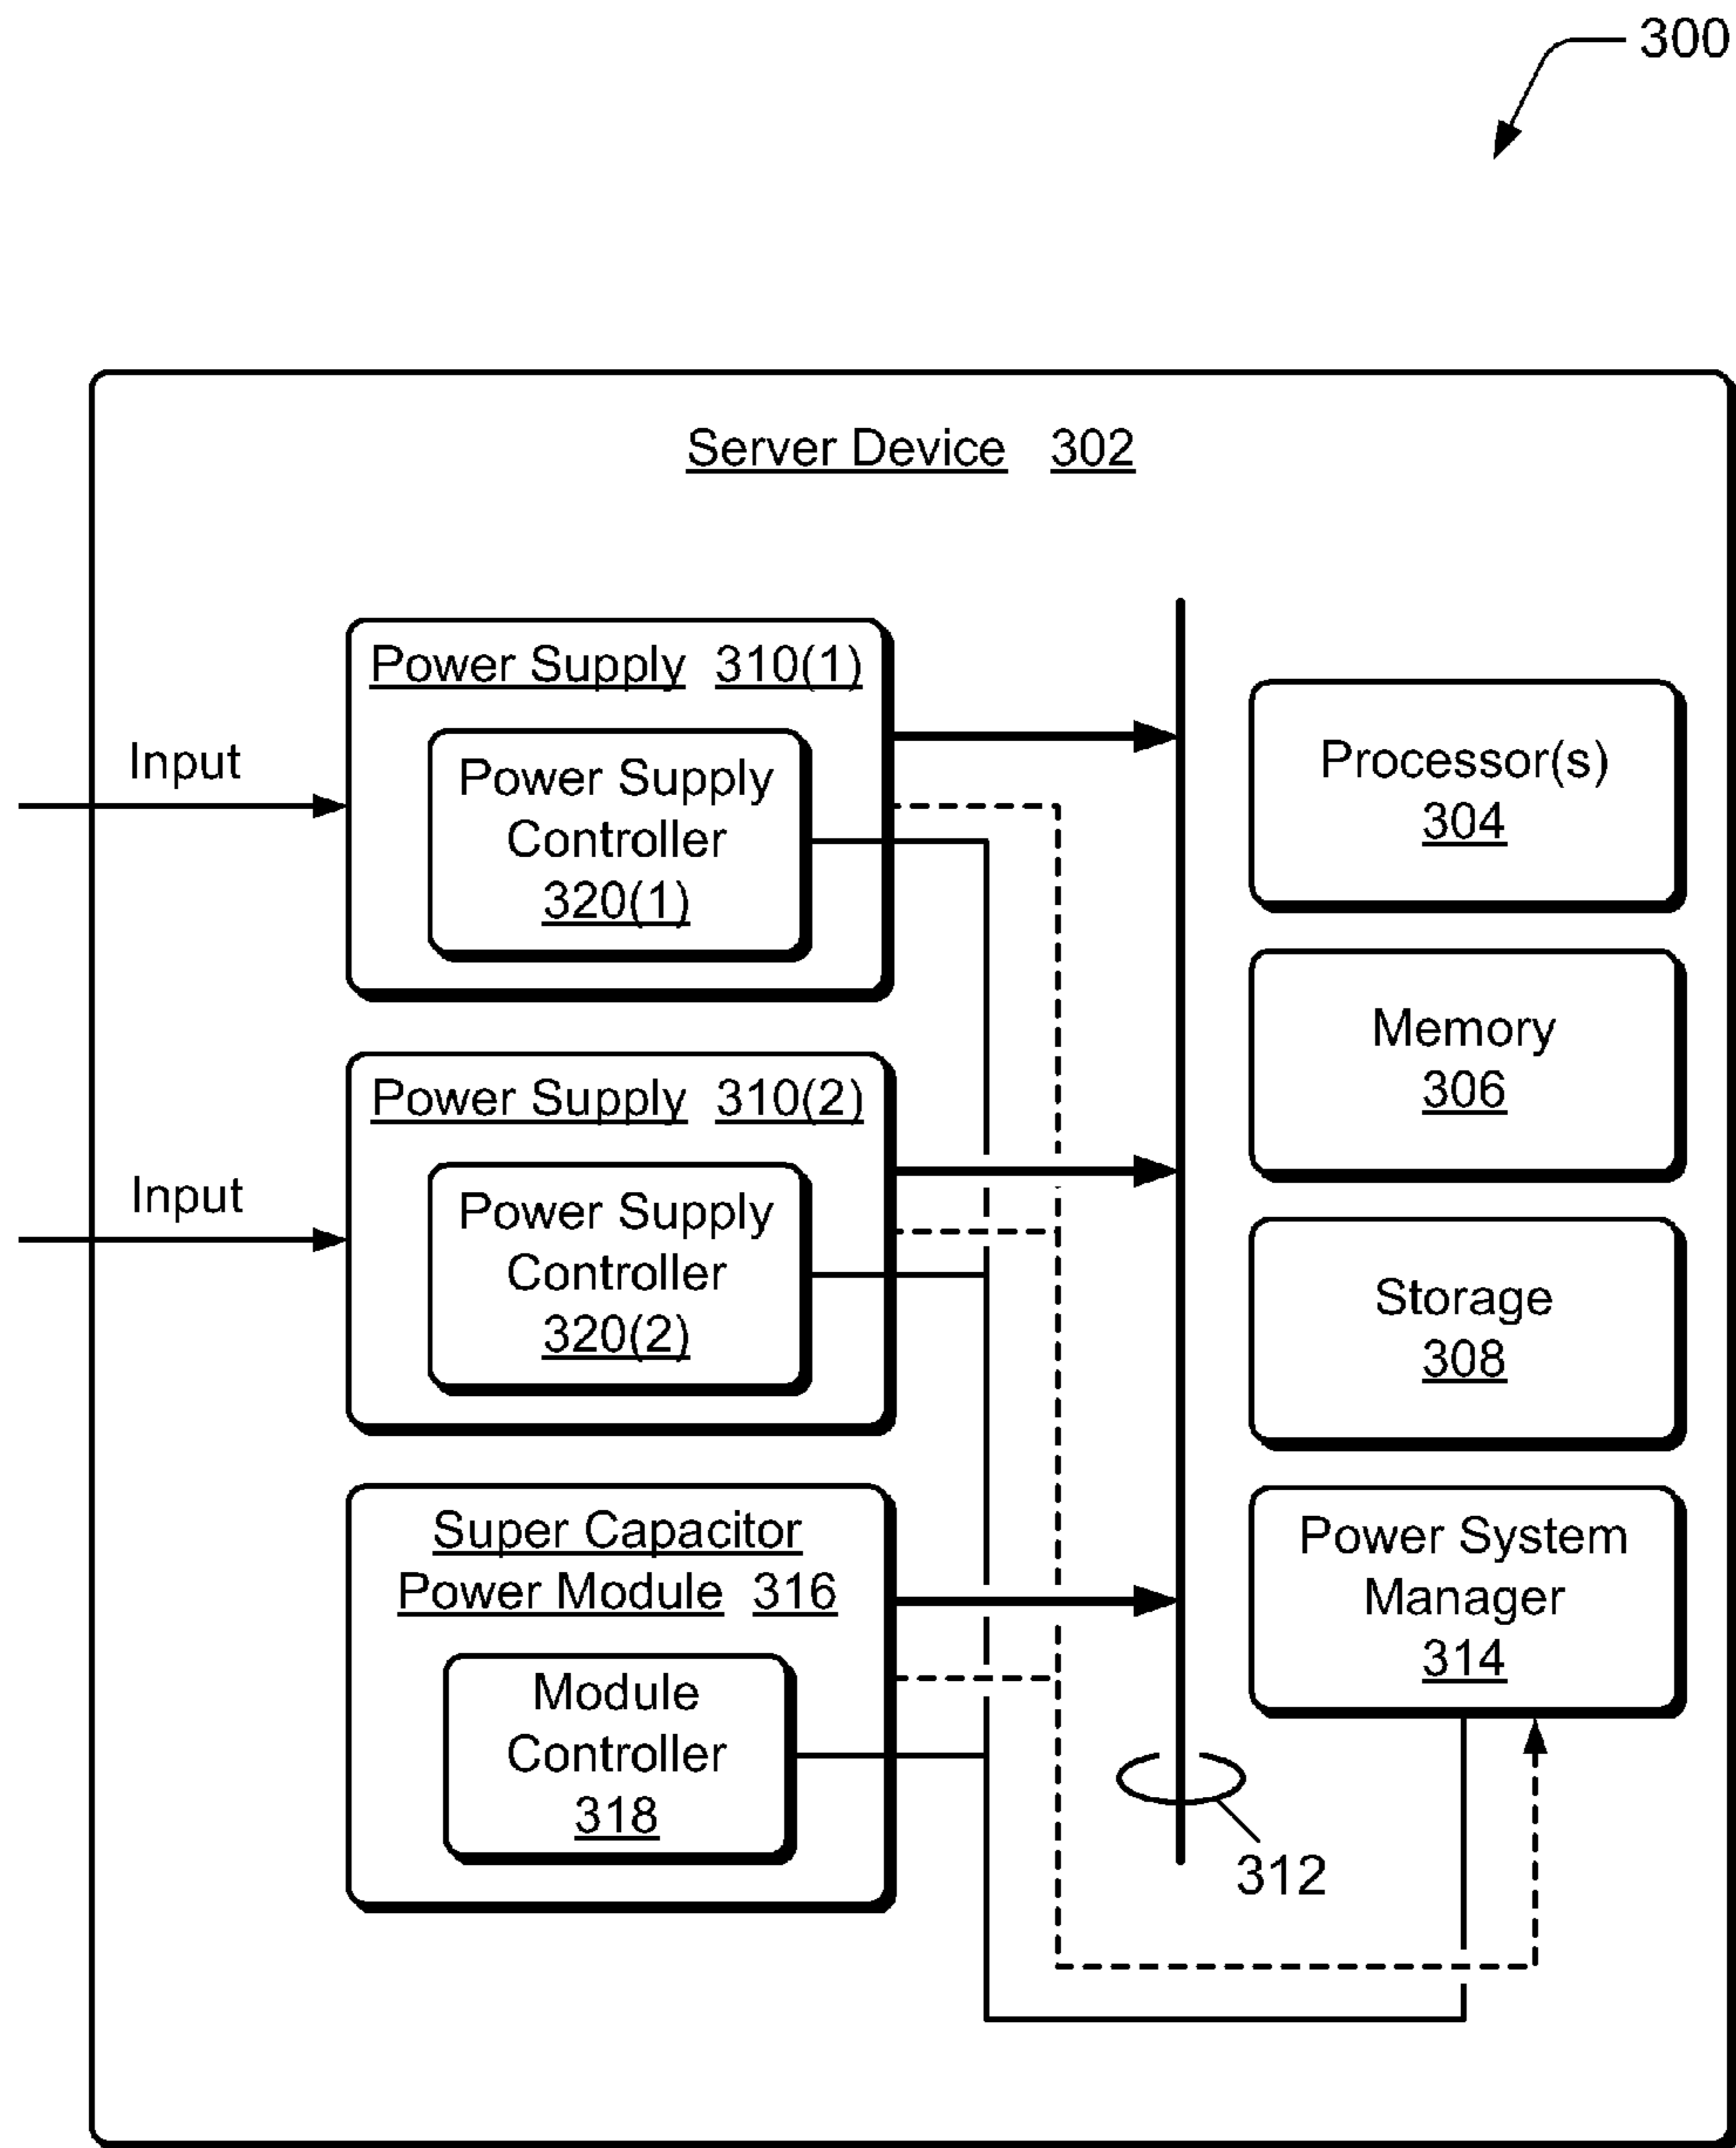 300
Server Device 302
Power Supply 310(1)
Input
Power Supply
Controller
320(1)
Power Supply 310(2)
Input
Power Supply
Controller
320(2)
Super Capacitor
Power Module 316
Module
Controller
318
Processor(s)
304
Memory
306
Storage
308
Power System
Manager
314
312